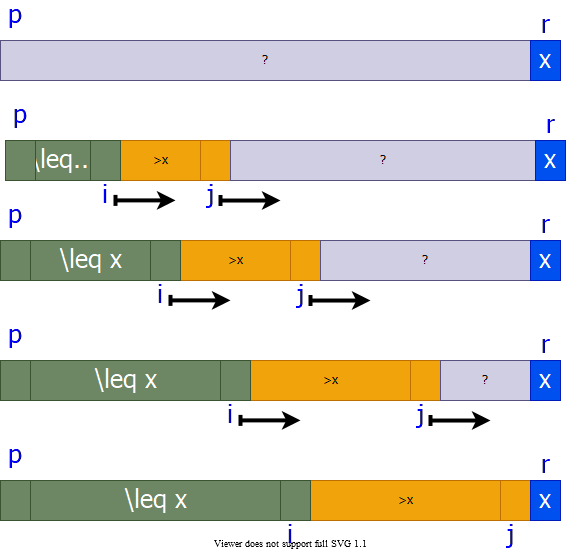 p r
? x
p r
\leq.. >x ? x
i j
p r
\leq x >x ? x
i j
p r
\leq x >x ? x
i j
p r
\leq x >x x
i j
Viewer does not support full SVG 1.1